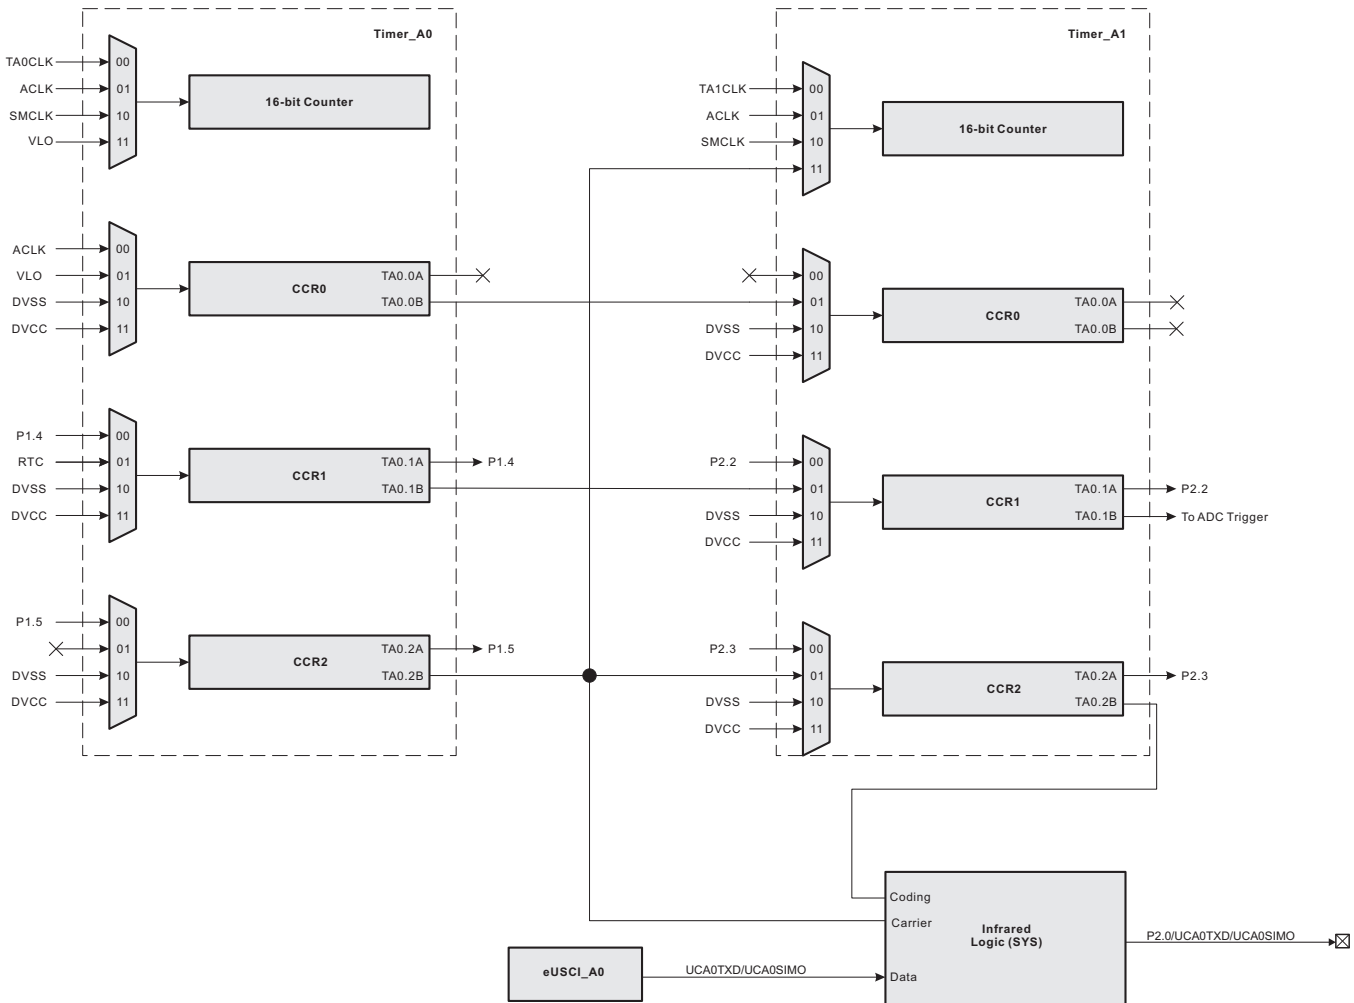 Timer_A0
TA0CLK
00
ACLK
01
SMCLK
10
VLO
11
16-bit Counter
ACLK
00
VLO
01
DVSS
10
DVCC
11
CCR0
TA0.0A
TA0.0B
P1.4
00
RTC
01
DVSS
10
DVCC
11
CCR1
TA0.1A
P1.4
TA0.1B
P1.5
00
01
DVSS
10
DVCC
11
CCR2
TA0.2A
P1.5
TA0.2B
Timer_A1
TA1CLK
00
ACLK
01
SMCLK
10
11
16-bit Counter
00
01
DVSS
10
DVCC
11
CCR0
TA0.0A
TA0.0B
P2.2
00
01
DVSS
10
DVCC
11
CCR1
TA0.1A
P2.2
TA0.1B
To ADC Trigger
P2.3
00
01
DVSS
10
DVCC
11
CCR2
TA0.2A
P2.3
TA0.2B
Coding
Carrier
Data
Infrared
Logic (SYS)
P2.0/UCA0TXD/UCA0SIMO
eUSCI_A0
UCA0TXD/UCA0SIMO